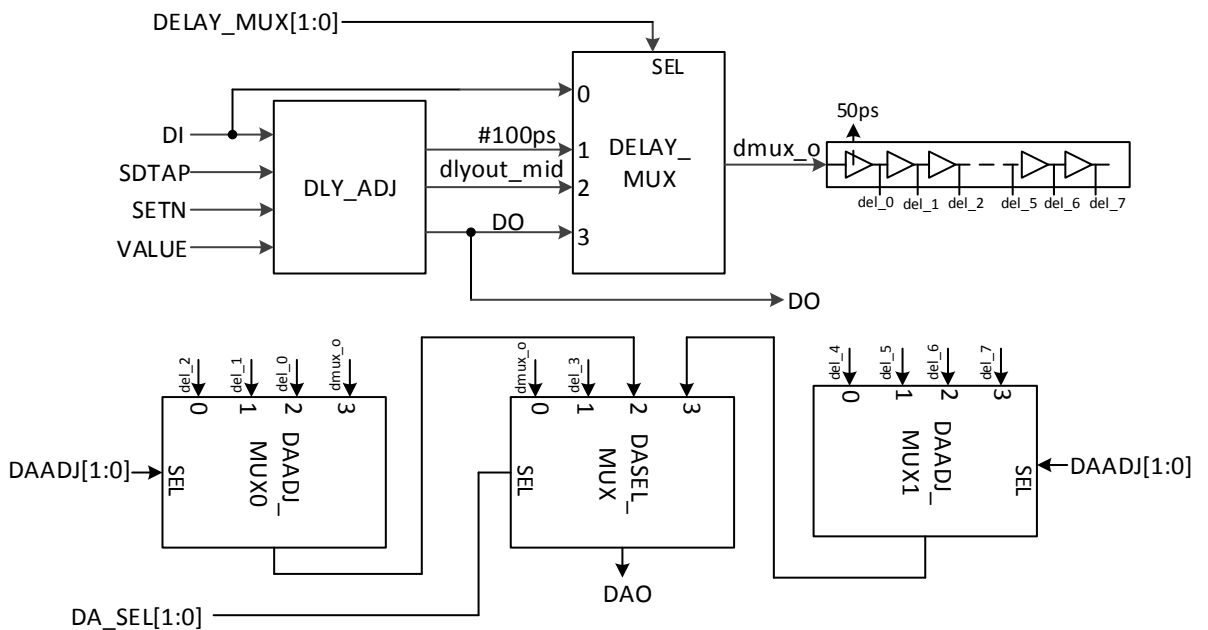 DELAY_MUX[1:0]
SEL
0
50ps
DI
#100ps
1
DELAY_
MUX
dmux_o
SDTAP
DLY_ADJ
dlyout_mid
2
del_0
del_1
del_2
del_5
del_6
del_7
SETN
DO
3
VALUE
DO
del_2
del_1
del_0
dmux_o
dmux_o
del_3
del_4
del_5
del_6
del_7
0
1
2
3
0
1
2
3
0
1
2
3
DAADJ[1:0]
SEL
DAADJ_
MUX0
SEL
DASEL_
MUX
DAADJ_
MUX1
SEL
DAADJ[1:0]
DAO
DA_SEL[1:0]